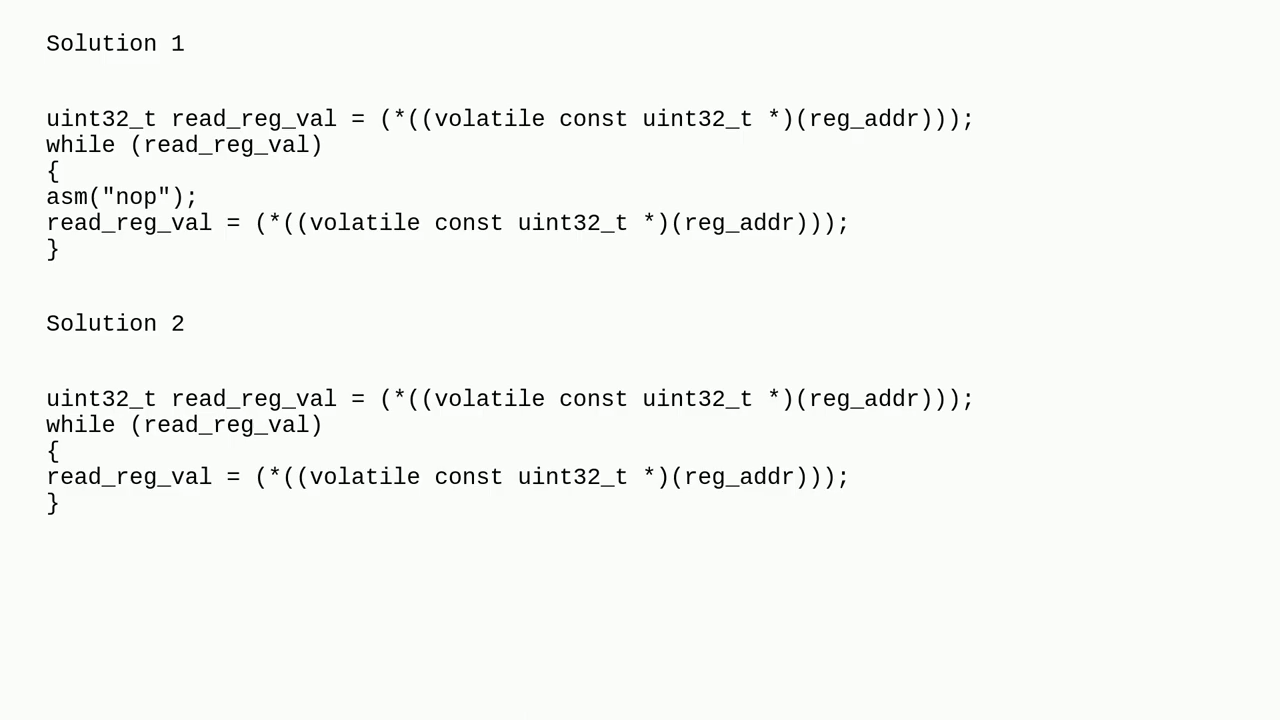 Solution 1
uint32_t read_reg_val = (*((volatile const uint32_t *)(reg_addr)));
while (read_reg_val)
{
asm("nop");
read_reg_val = (*((volatile const uint32_t *)(reg_addr)));
}
Solution 2
uint32_t read_reg_val = (*((volatile const uint32_t *)(reg_addr)));
while (read_reg_val)
{
read_reg_val = (*((volatile const uint32_t *)(reg_addr)));
}